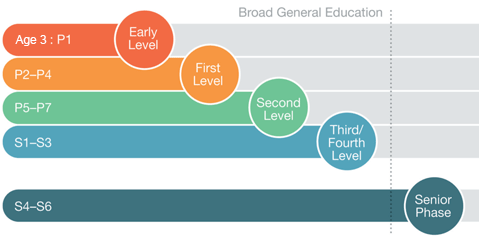 Broad General Education
Age 3 : P1
Early
Level
P2–P4
First
Level
P5–P7
Second
Level
S1–S3
Third/
Fourth
Level
S4–S6
Senior
Phase